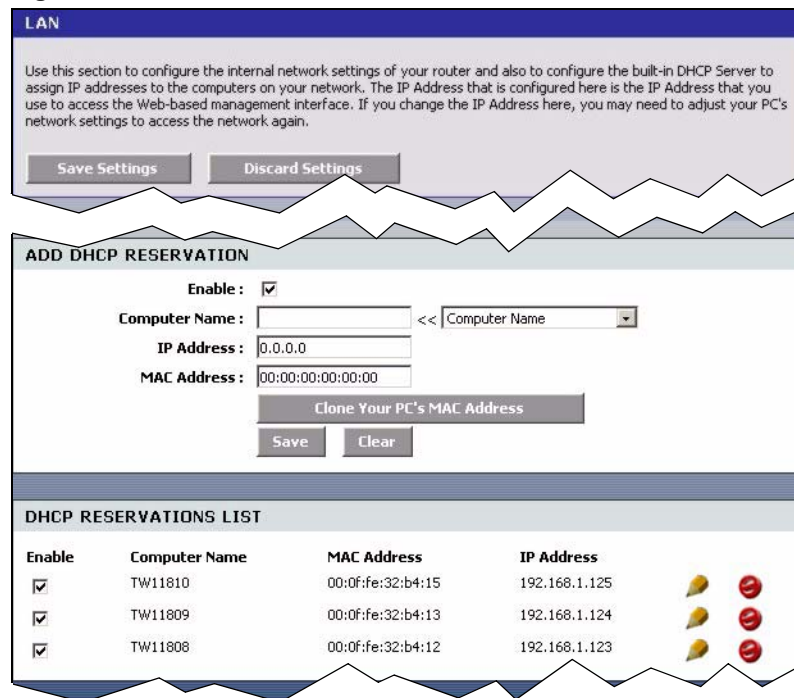 LAN
Use this section to configure the internal network settings of your router and also to configure the built-in DHCP Server to
assign IP addresses to the computers on your network. The IP Address that is configured here is the IP Address that you
use to access the Web-based management interface. If you change the IP Address here, you may need to adjust your PC's
network settings to access the network again.
Save Settings Discard Settings
ADD DHCP RESERVATION
Enable :
Computer Name : << Computer Name
IP Address : 0.0.0.0
MAC Address : 00:00:00:00:00:00
Clone Your PC's MAC Address
Save Clear
DHCP RESERVATIONS LIST
Enable Computer Name MAC Address IP Address
TW11810 00:0f:fe:32:b4:15 192.168.1.125
TW11809 00:0f:fe:32:b4:13 192.168.1.124
TW11808 00:0f:fe:32:b4:12 192.168.1.123